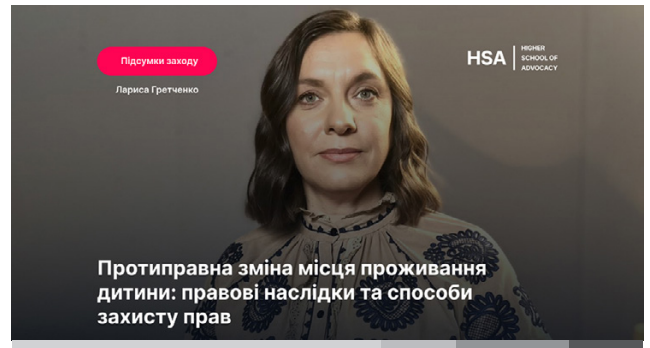 Підсумки заходу
Лариса Гретченко
HSA
HIGHER
SCHOOL OF
ADVOCACY
Протиправна зміна місця проживання
дитини: правові наслідки та способи
захисту прав